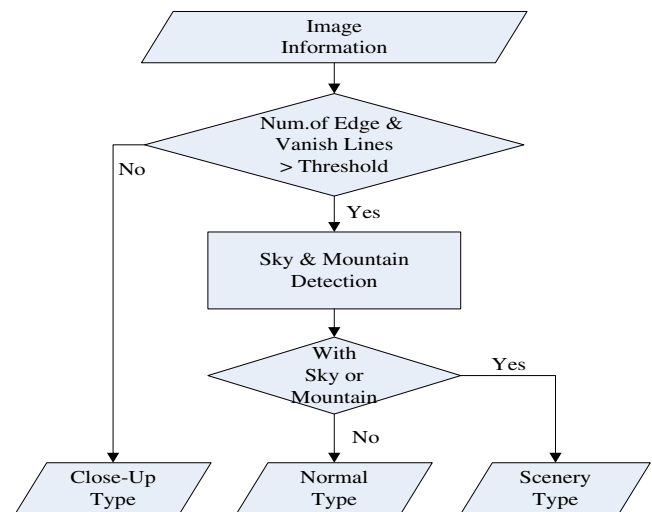 Image
Information
Num.of Edge &
Vanish Lines
> Threshold
No
Yes
Sky & Mountain
Detection
With
Sky or
Mountain
Yes
No
Close-Up
Type
Normal
Type
Scenery
Type